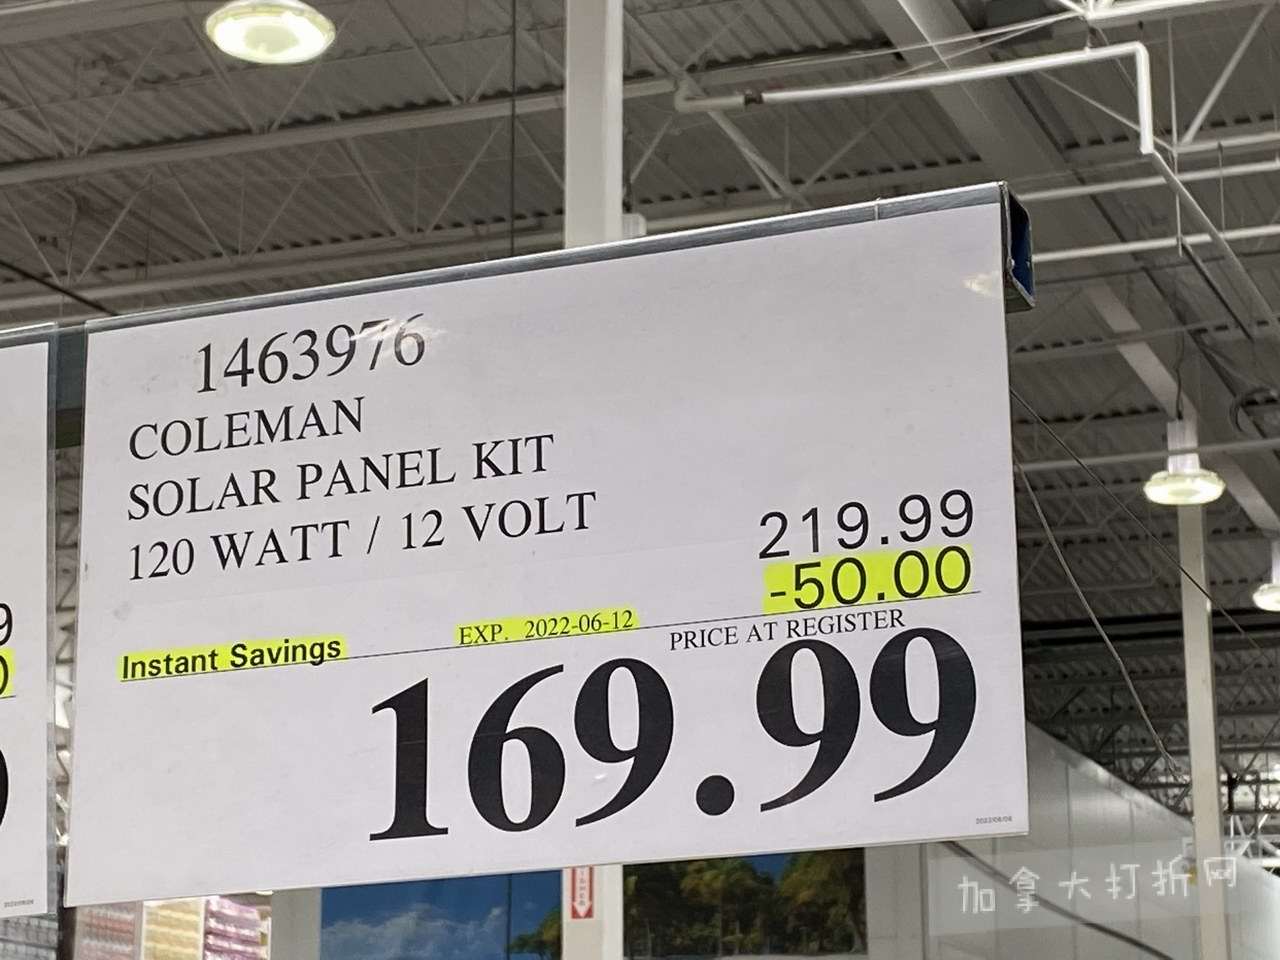 1463976
COLEMAN
SOLAR PANEL KIT
120 WATT / 12 VOLT
219.99
-50.00
Instant Savings
EXP. 2022-06-12
PRICE AT REGISTER
169.99
加拿大打折网